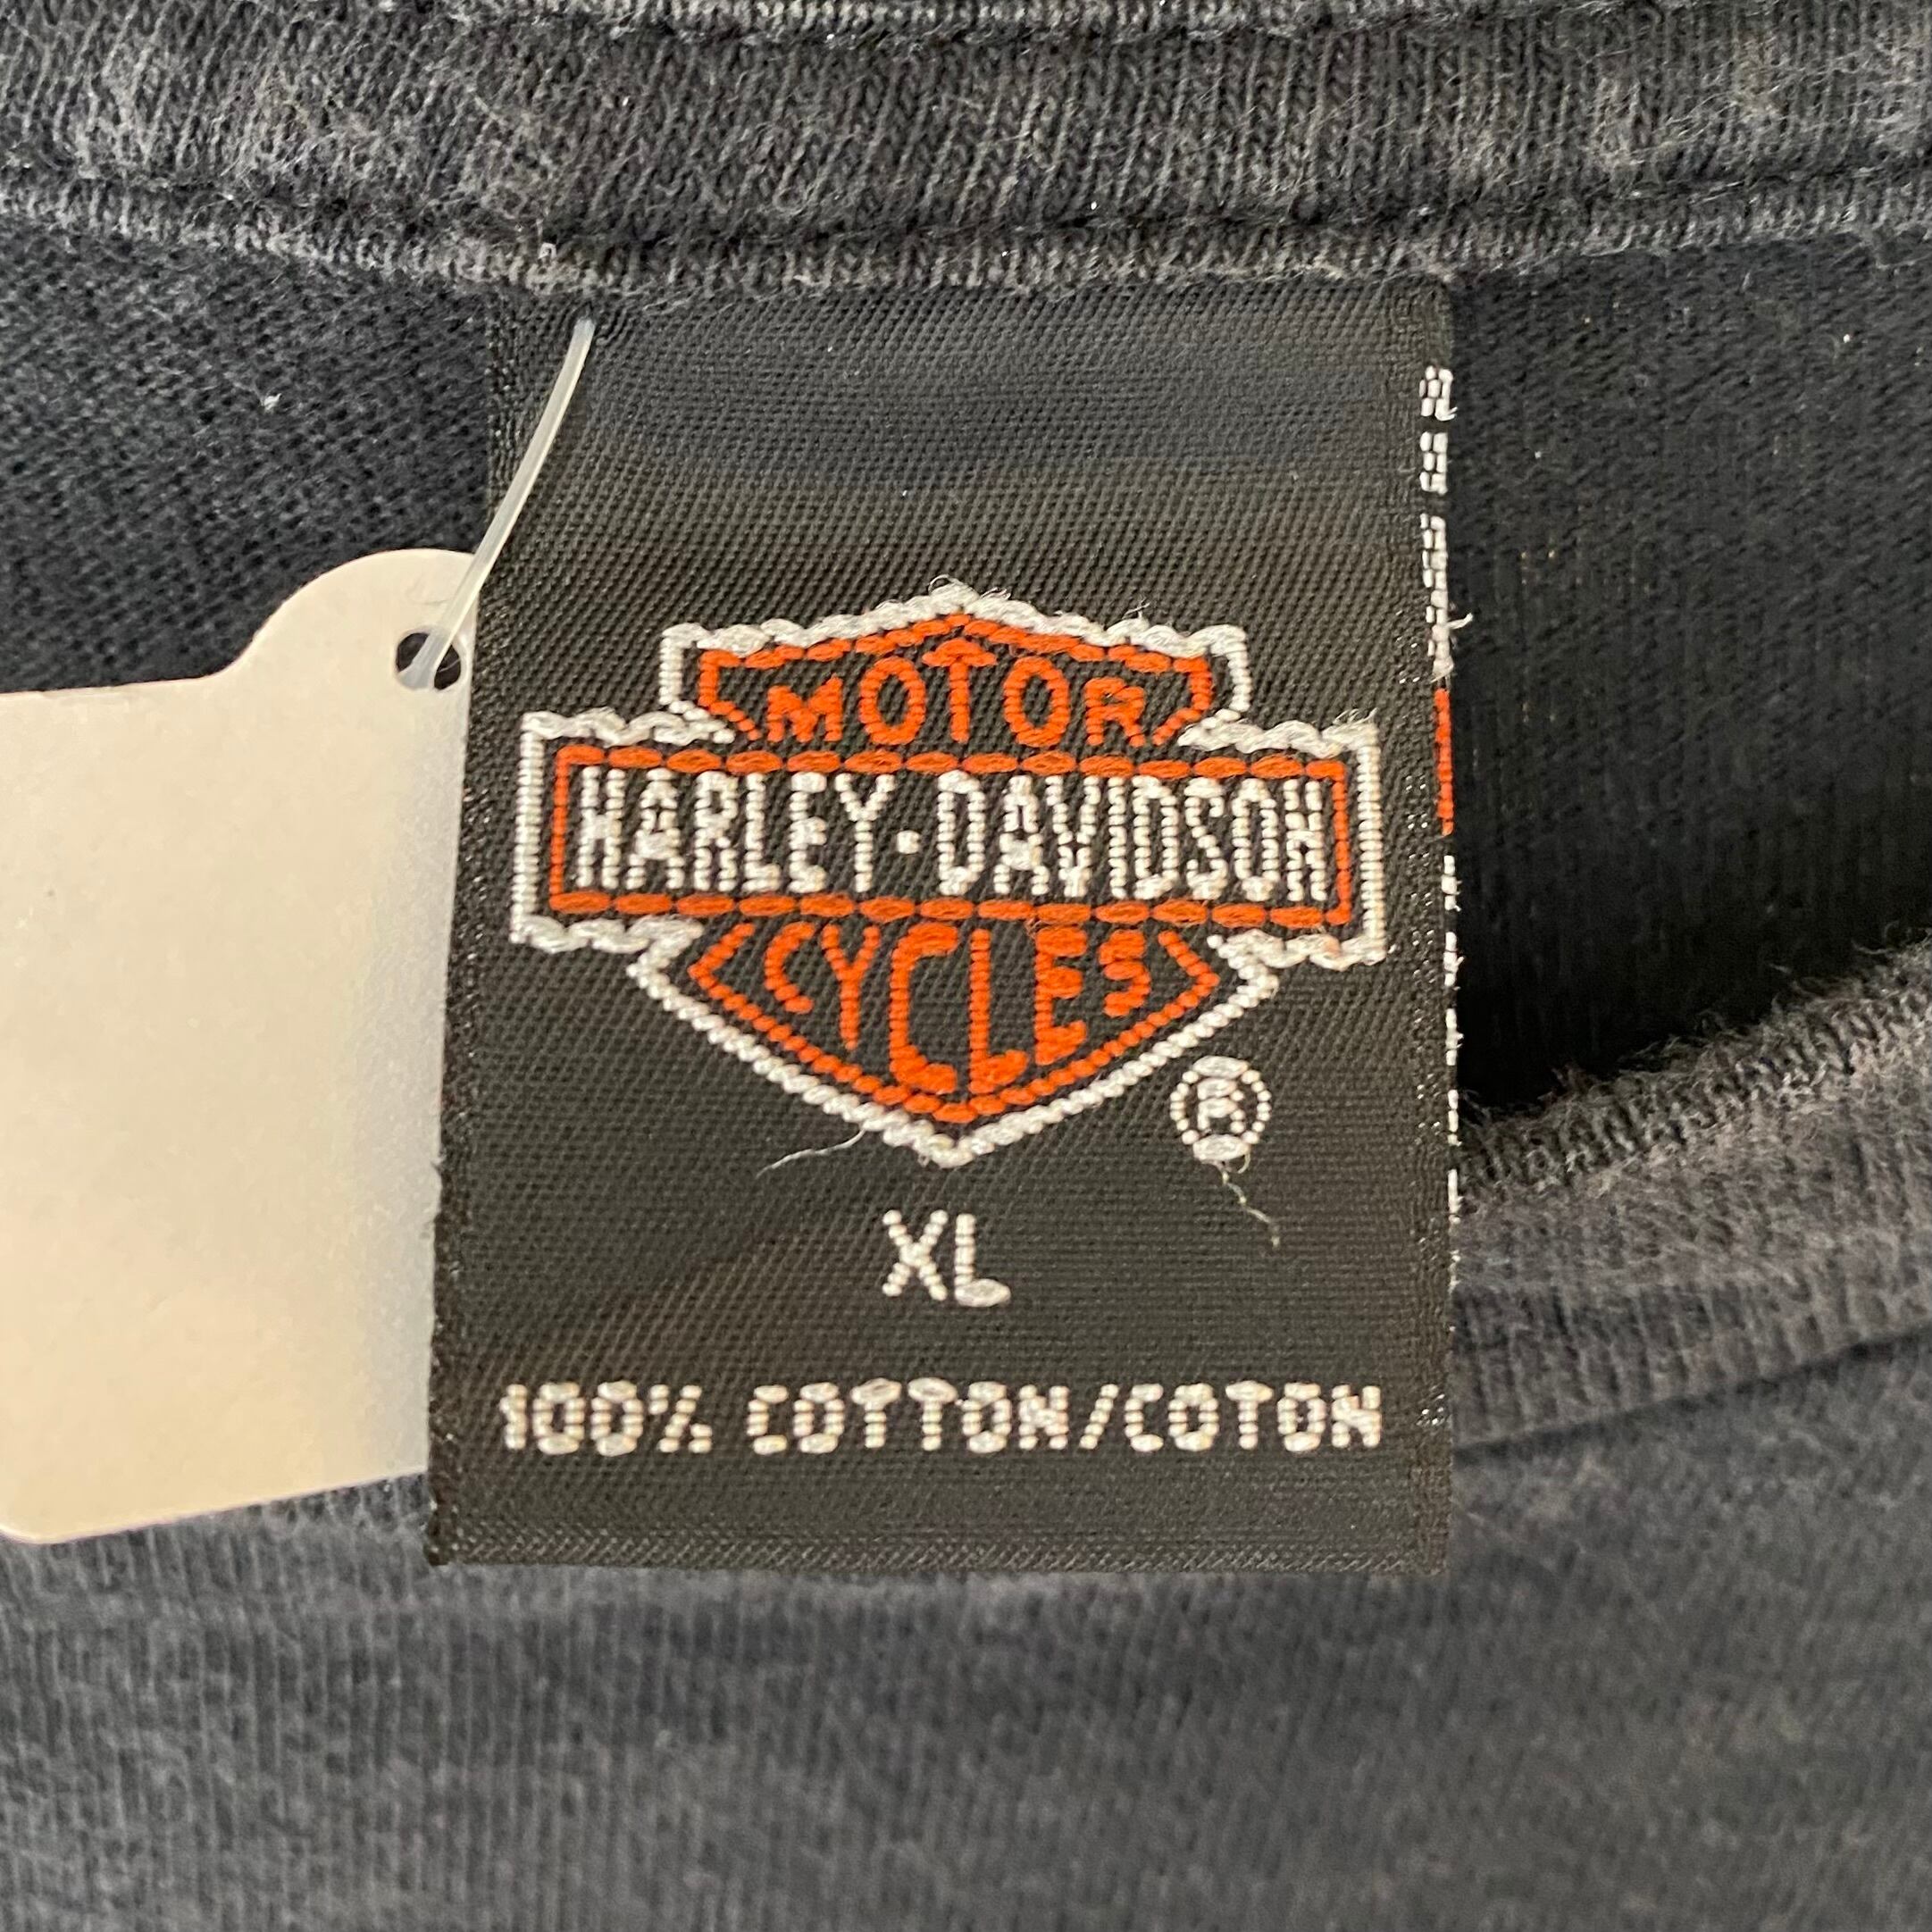 MOTOR
HARLEY-DAVIDSON
CYCLES
®
XL
100% COTTON/COTON